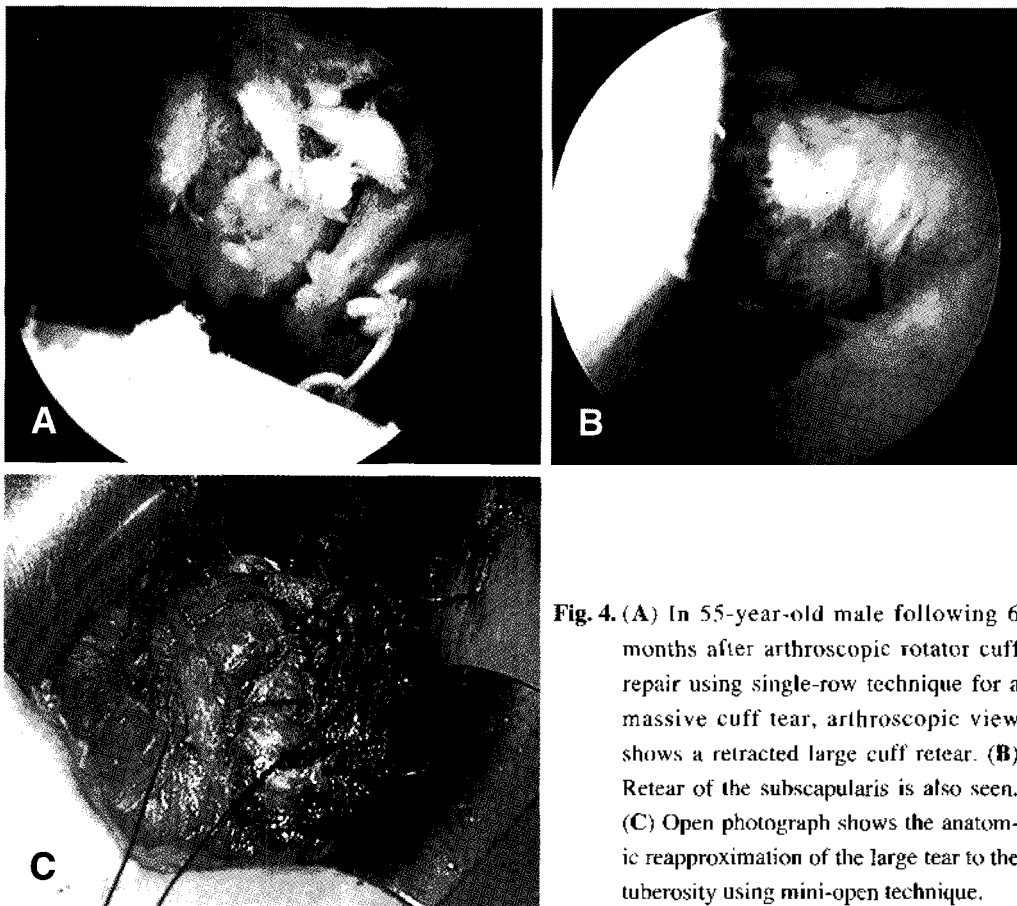 A
B
C
Fig. 4. (A) In 55-year-old male following 6
months after arthroscopic rotator cuff
repair using single-row technique for a
massive cuff tear, arthroscopic view
shows a retracted large cuff retear. (B)
Retear of the subscapularis is also seen.
(C) Open photograph shows the anatom-
ic reapproximation of the large tear to the
tuberosity using mini-open technique.